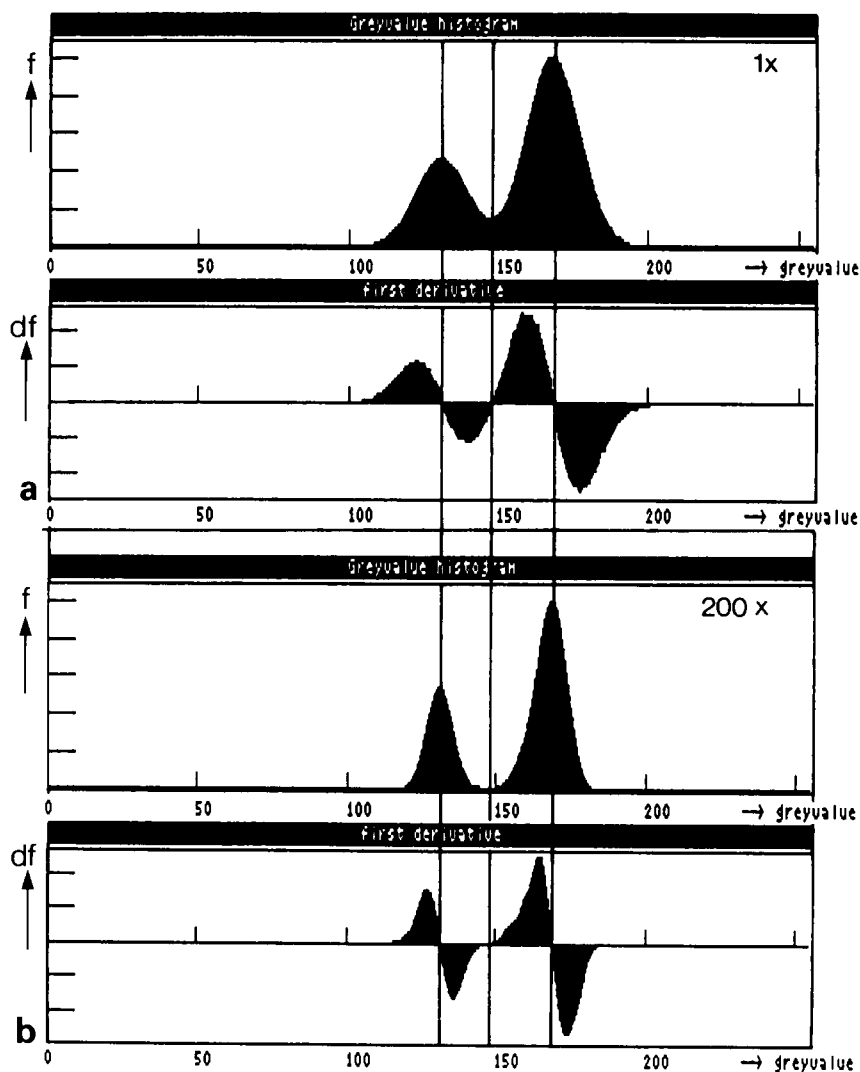 Greyvalue histogram
f
1x
0 50 100 150 200 → greyvalue
first derivative
df
a
0 50 100 150 200 → greyvalue
Greyvalue histogram
f
200 x
0 50 100 150 200 → greyvalue
first derivative
df
b
0 50 100 150 200 → greyvalue